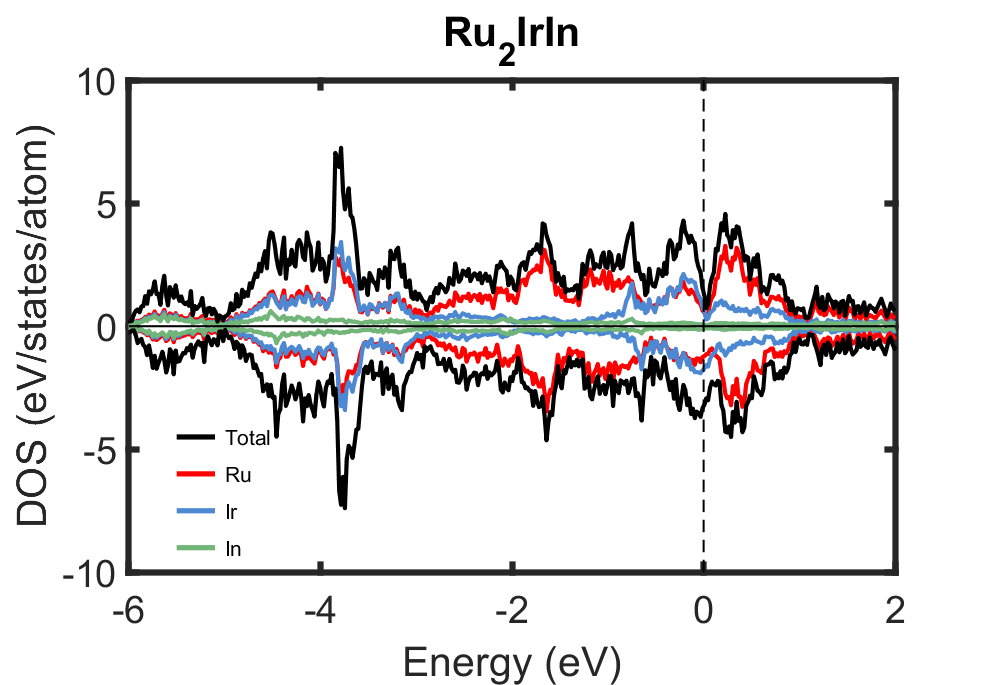 Ru2IrIn
10
5
0
-5
-10
DOS (eV/states/atom)
Total
Ru
Ir
In
-6 -4 -2 0 2
Energy (eV)